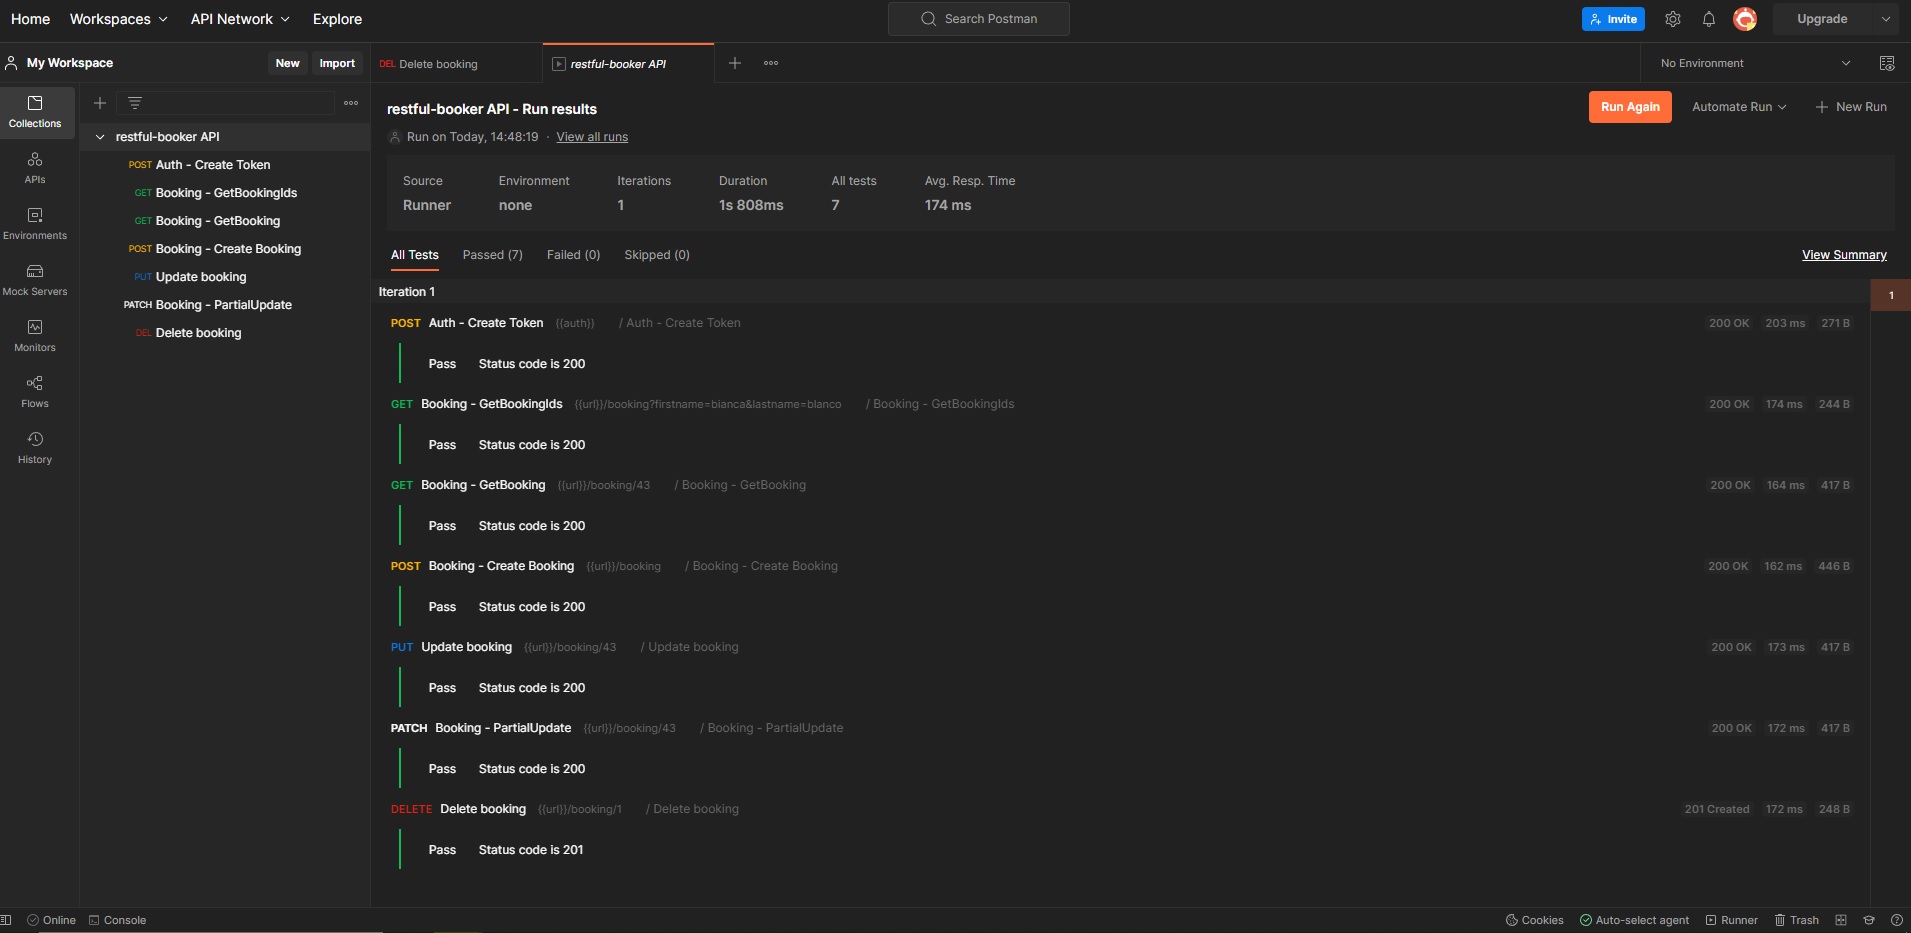 Home Workspaces API Network Explore Search Postman Invite Upgrade
My Workspace New Import DEL Delete booking restful-booker API No Environment
Collections
APIs
Environments
Mock Servers
Monitors
Flows
History
restful-booker API
POST Auth - Create Token
GET Booking - GetBookingIds
GET Booking - GetBooking
POST Booking - Create Booking
PUT Update booking
PATCH Booking - PartialUpdate
DEL Delete booking
restful-booker API - Run results Run Again Automate Run New Run
Run on Today, 14:48:19 · View all runs
Source Environment Iterations Duration All tests Avg. Resp. Time
Runner none 1 1s 808ms 7 174 ms
All Tests Passed (7) Failed (0) Skipped (0) View Summary
Iteration 1 1
POST Auth - Create Token {{auth}} / Auth - Create Token 200 OK 203 ms 271 B
Pass Status code is 200
GET Booking - GetBookingIds {{url}}/booking?firstname=bianca&lastname=blanco / Booking - GetBookingIds 200 OK 174 ms 244 B
Pass Status code is 200
GET Booking - GetBooking {{url}}/booking/43 / Booking - GetBooking 200 OK 164 ms 417 B
Pass Status code is 200
POST Booking - Create Booking {{url}}/booking / Booking - Create Booking 200 OK 162 ms 446 B
Pass Status code is 200
PUT Update booking {{url}}/booking/43 / Update booking 200 OK 173 ms 417 B
Pass Status code is 200
PATCH Booking - PartialUpdate {{url}}/booking/43 / Booking - PartialUpdate 200 OK 172 ms 417 B
Pass Status code is 200
DELETE Delete booking {{url}}/booking/1 / Delete booking 201 Created 172 ms 248 B
Pass Status code is 201
Online Console Cookies Auto-select agent Runner Trash